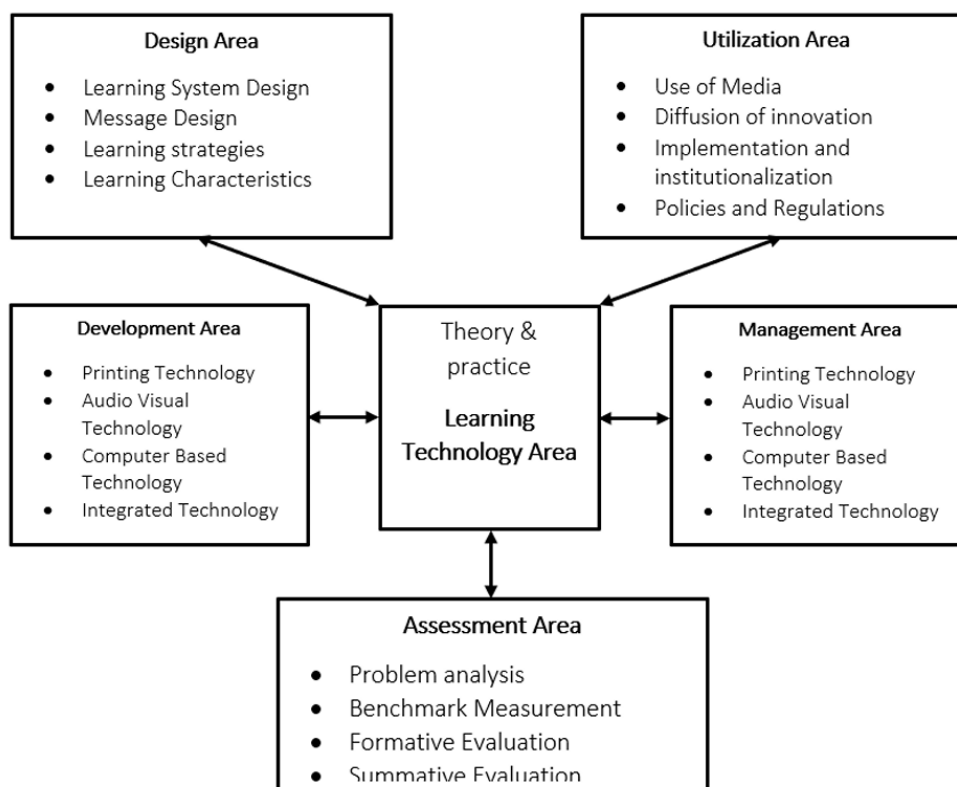 Design Area
• Learning System Design
• Message Design
• Learning strategies
• Learning Characteristics
Utilization Area
• Use of Media
• Diffusion of innovation
• Implementation and
institutionalization
• Policies and Regulations
Development Area
• Printing Technology
• Audio Visual
Technology
• Computer Based
Technology
• Integrated Technology
Theory &
practice
Learning
Technology Area
Management Area
• Printing Technology
• Audio Visual
Technology
• Computer Based
Technology
• Integrated Technology
Assessment Area
• Problem analysis
• Benchmark Measurement
• Formative Evaluation
• Summative Evaluation